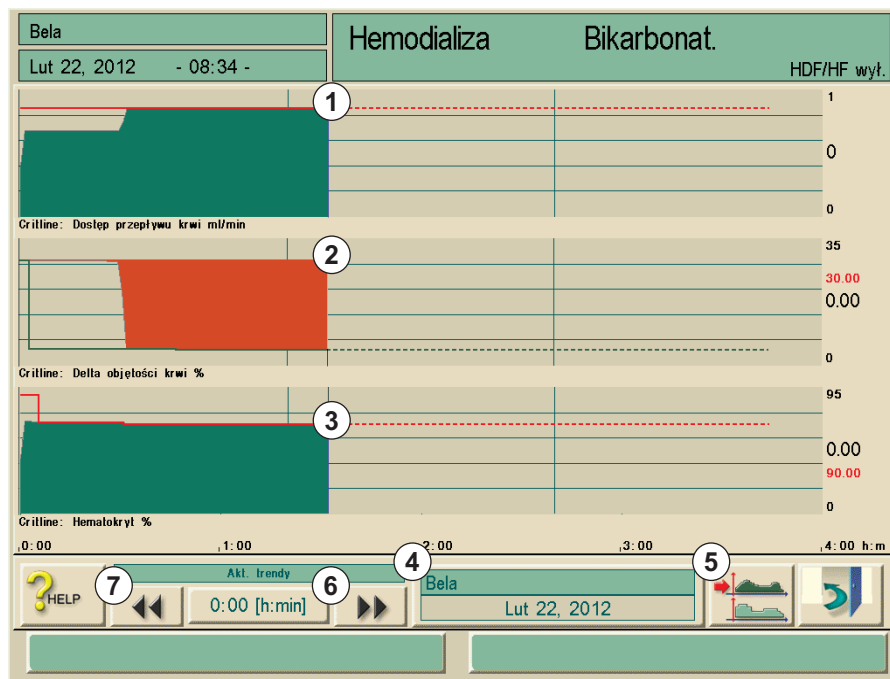 Bela
Lut 22, 2012 - 08:34 -
Hemodializa Bikarbonat.
HDF/HF wył.
1
1
0
0
Critline: Dostęp przepływu krwi ml/min
2
35
30.00
0.00
0
Critline: Delta objętości krwi %
3
95
0.00
90.00
0
Critline: Hematokryt %
0:00 1:00 2:00 3:00 4:00 h:m
4
5
6
7
?HELP
Akt. trendy
0:00 [h:min]
Bela
Lut 22, 2012